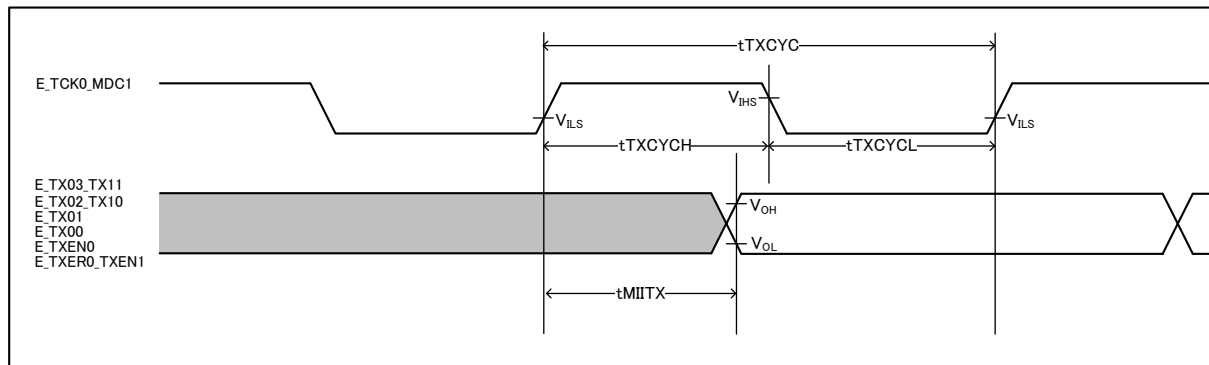 tTXCYC
E_TCK0_MDC1
VIHS
VILS
VILS
tTXCYCH
tTXCYCL
E_TX03_TX11
E_TX02_TX10
E_TX01
E_TX00
E_TXEN0
E_TXER0_TXEN1
VOH
VOL
tMIITX